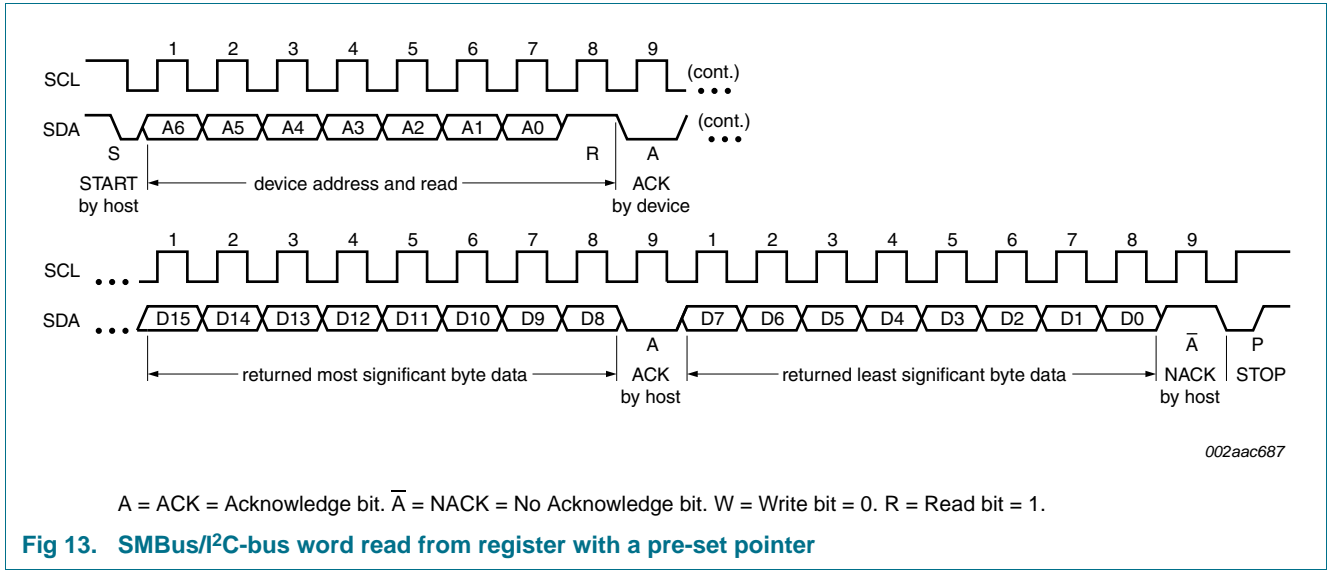 1 2 3 4 5 6 7 8 9
SCL
(cont.)
SDA
A6 A5 A4 A3 A2 A1 A0
(cont.)
S R A
START device address and read ACK
by host by device
1 2 3 4 5 6 7 8 9 1 2 3 4 5 6 7 8 9
SCL
SDA
D15 D14 D13 D12 D11 D10 D9 D8 D7 D6 D5 D4 D3 D2 D1 D0
A A̅ P
returned most significant byte data ACK returned least significant byte data NACK STOP
by host by host
002aac687
A = ACK = Acknowledge bit. A̅ = NACK = No Acknowledge bit. W = Write bit = 0. R = Read bit = 1.
Fig 13. SMBus/I²C-bus word read from register with a pre-set pointer